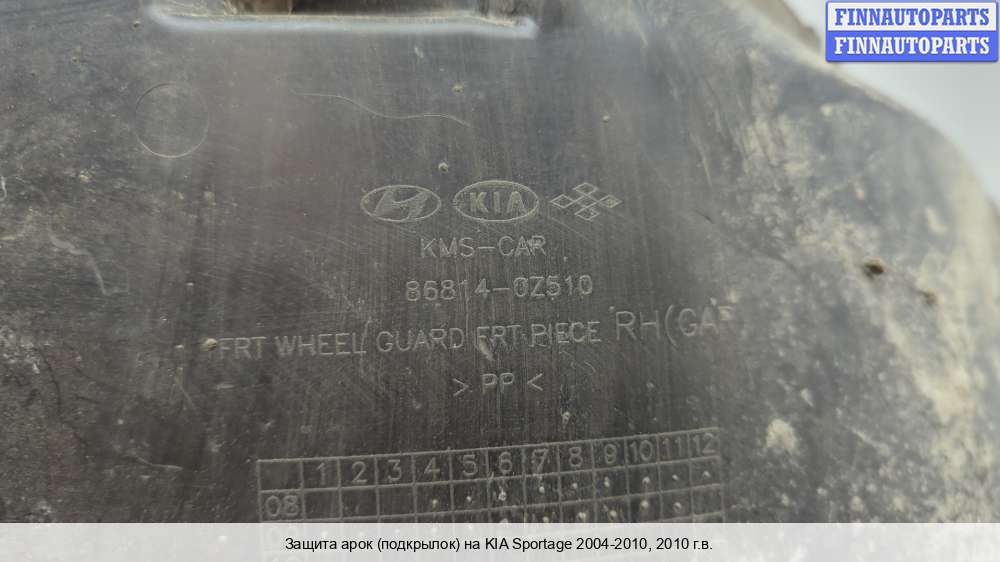 FINNAUTOPARTS
FINNAUTOPARTS
KIA
KMS-CAR
86814-0Z510
FRT WHEEL GUARD FRT PIECE RH(GAS
> PP <
1 2 3 4 5 6 7 8 9 10 11 12
08
Защита арок (подкрылок) на KIA Sportage 2004-2010, 2010 г.в.